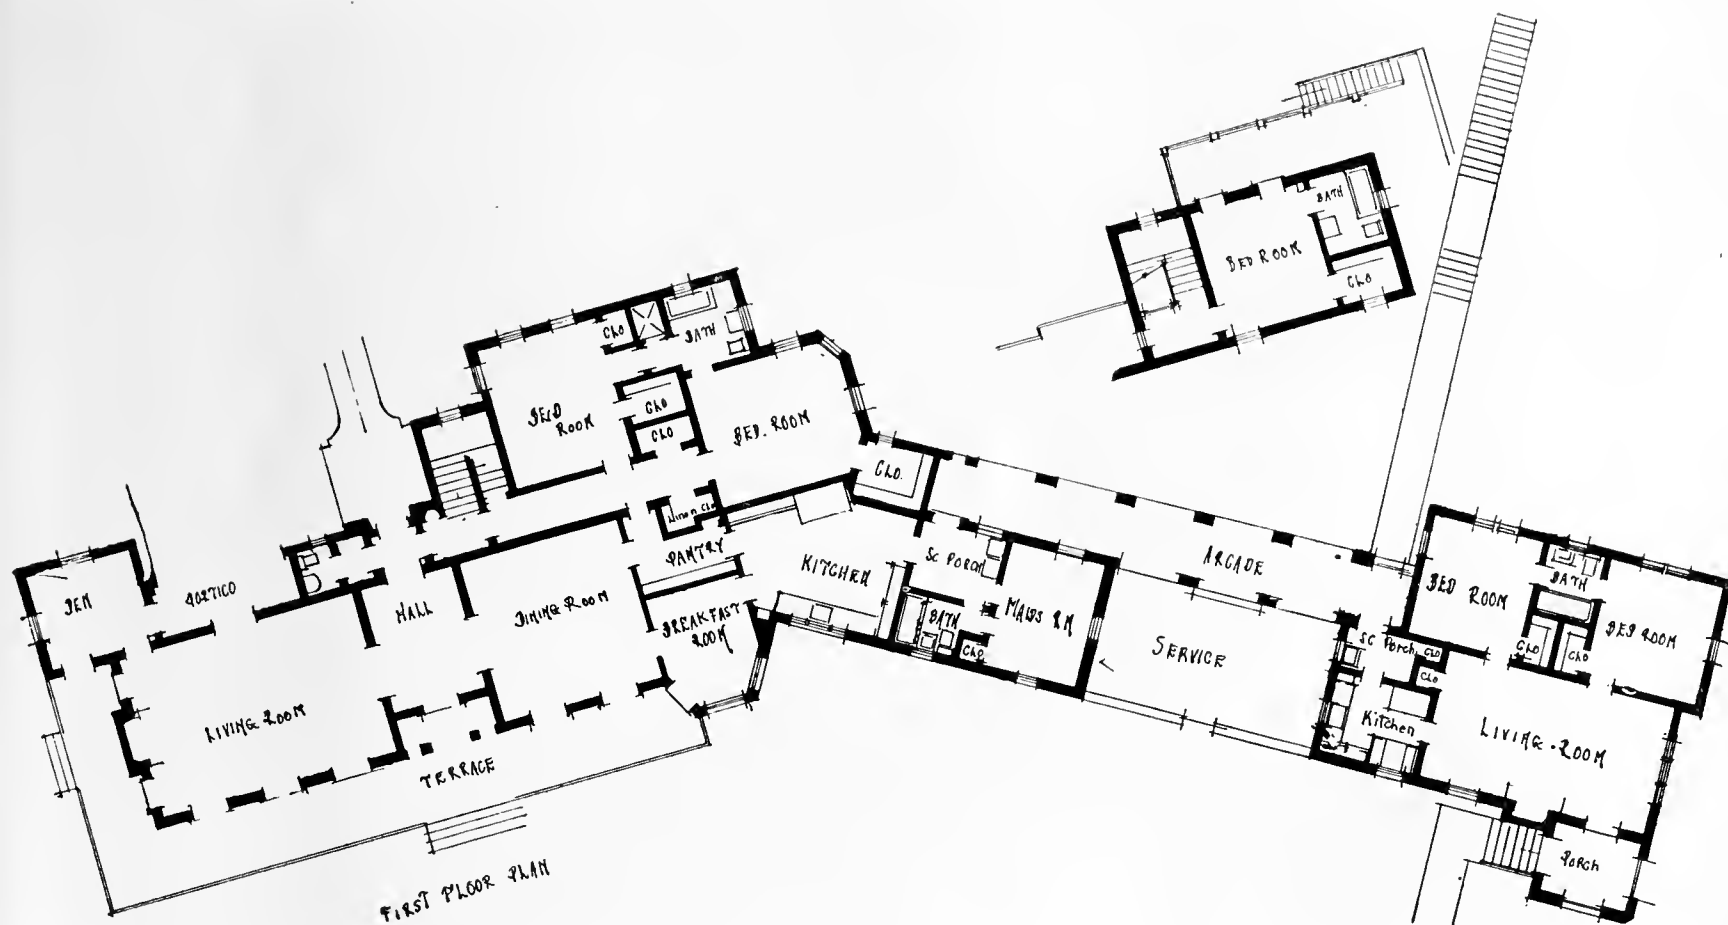 BATH
BED ROOM
CLO
CLO
BATH
BED
ROOM
CLO
CLO
BED. ROOM
CLO.
Linen Clo
PANTRY
KITCHEN
SC PORCH
ARCADE
DEN
PORTICO
HALL
DINING ROOM
BREAKFAST
ROOM
BATH
CLO
MAIDS RM
SERVICE
BED ROOM
BATH
BED ROOM
CLO
CLO
SC Porch
CLO
CLO
Kitchen
LIVING-ROOM
LIVING-ROOM
TERRACE
PORCH
FIRST FLOOR PLAN